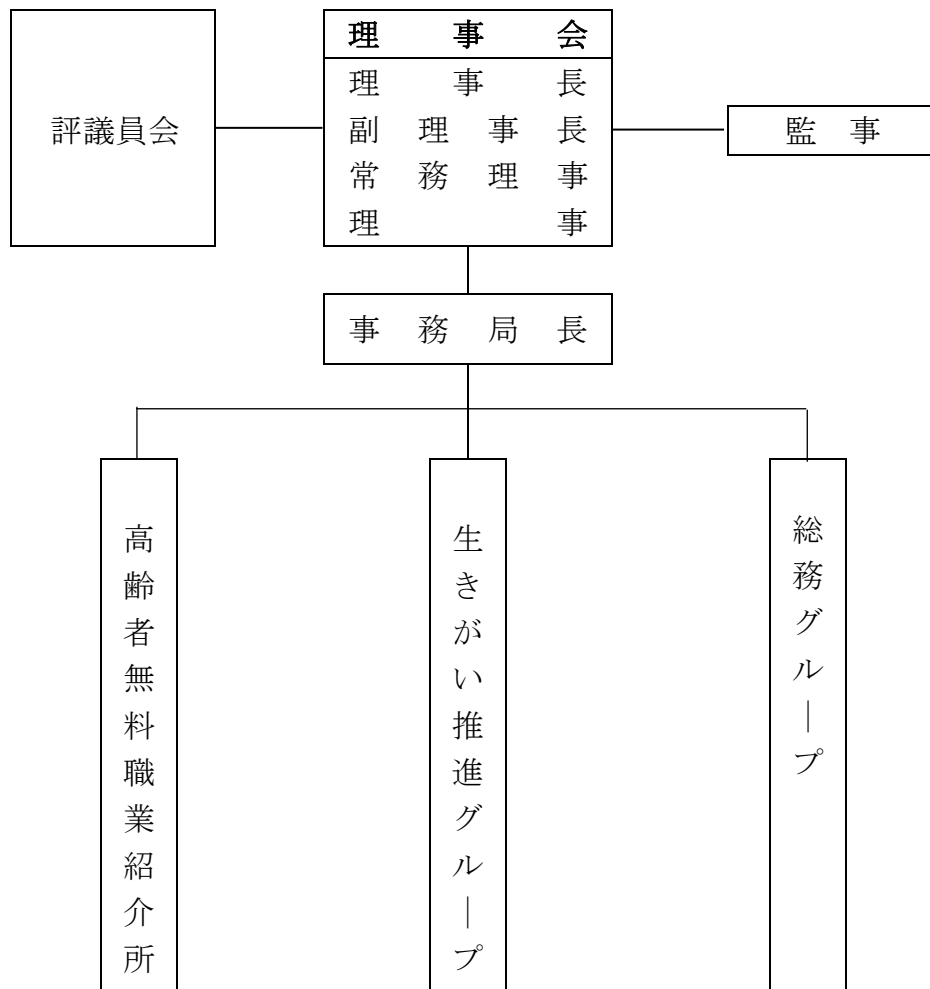 評議員会
理事会
理事長
副理事長
常務理事
理事
監事
事務局長
高齢者無料職業紹介所
生きがい推進グループ
総務グループ